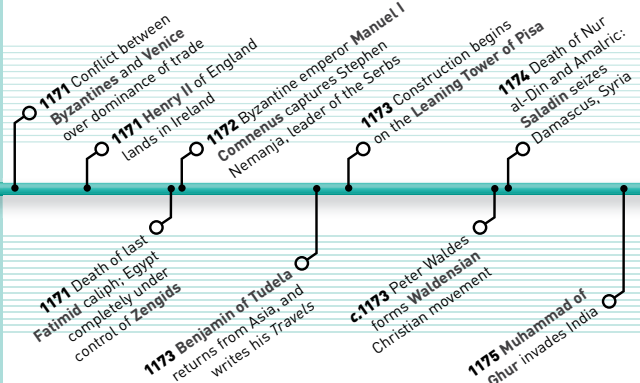 1171 Conflict between
Byzantines and Venice
over dominance of trade
1171 Henry II of England
lands in Ireland
1172 Byzantine emperor Manuel I
Comnenus captures Stephen
Nemanja, leader of the Serbs
1173 Construction begins
on the Leaning Tower of Pisa
1174 Death of Nur
al-Din and Amalric:
Saladin seizes
Damascus, Syria
1171 Death of last
Fatimid caliph; Egypt
completely under
control of Zengids
1173 Benjamin of Tudela
returns from Asia, and
writes his Travels
c.1173 Peter Waldes
forms Waldensian
Christian movement
1175 Muhammad of
Ghur invades India